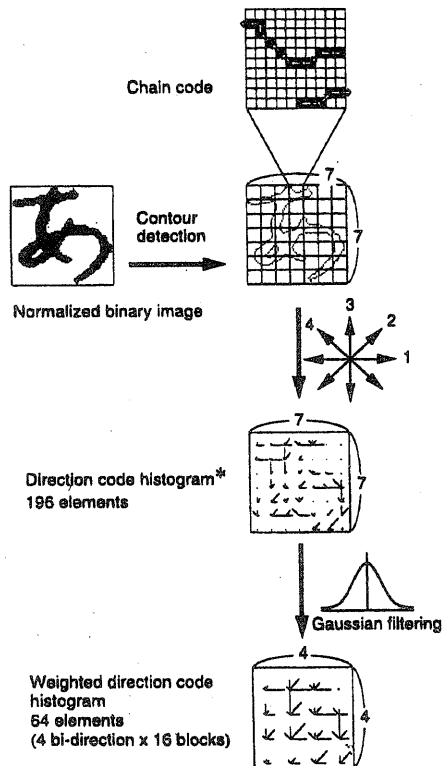 Chain code
7
7
あ
Contour
detection
Normalized binary image
3
4
2
1
7
Direction code histogram*
196 elements
7
Gaussian filtering
4
Weighted direction code
histogram
64 elements
(4 bi-direction x 16 blocks)
4